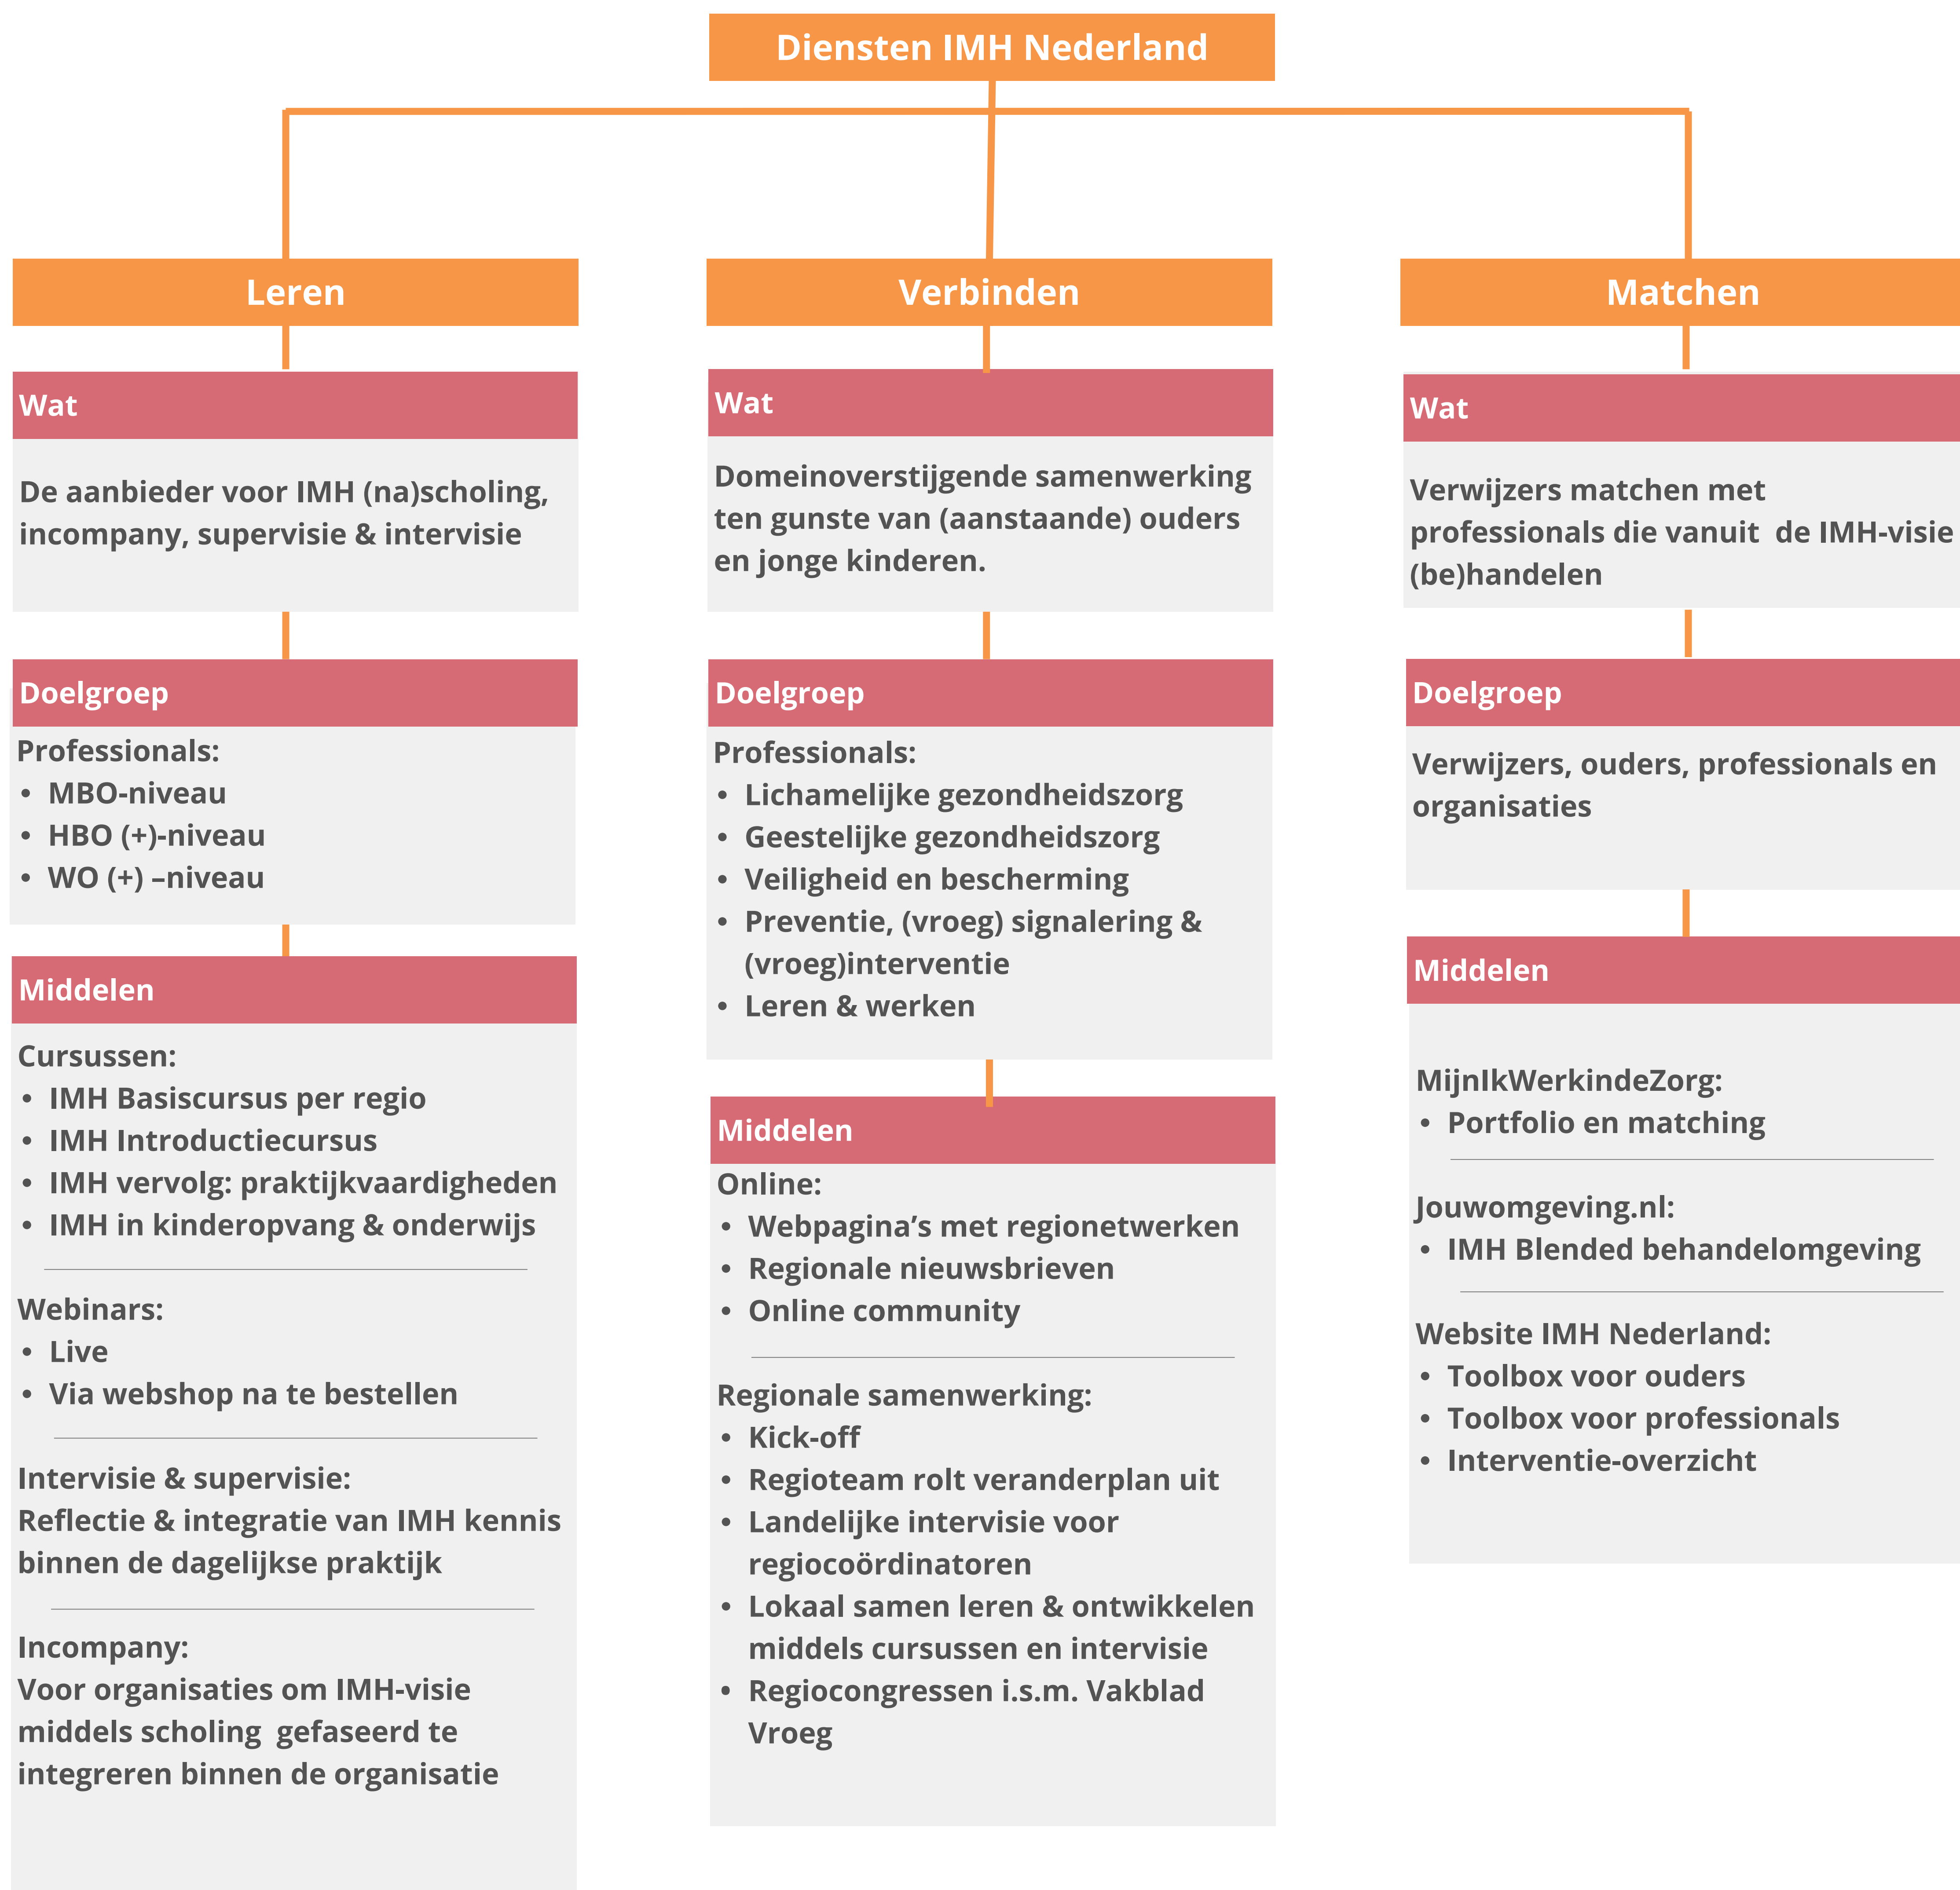 Diensten IMH Nederland
Leren
Wat
De aanbieder voor IMH (na)scholing,
incompany, supervisie & intervisie
Doelgroep
Professionals:
• MBO-niveau
• HBO (+)-niveau
• WO (+) –niveau
Middelen
Cursussen:
• IMH Basiscursus per regio
• IMH Introductiecursus
• IMH vervolg: praktijkvaardigheden
• IMH in kinderopvang & onderwijs
Webinars:
• Live
• Via webshop na te bestellen
Intervisie & supervisie:
Reflectie & integratie van IMH kennis
binnen de dagelijkse praktijk
Incompany:
Voor organisaties om IMH-visie
middels scholing  gefaseerd te
integreren binnen de organisatie
Verbinden
Wat
Domeinoverstijgende samenwerking
ten gunste van (aanstaande) ouders
en jonge kinderen.
Doelgroep
Professionals:
• Lichamelijke gezondheidszorg
• Geestelijke gezondheidszorg
• Veiligheid en bescherming
• Preventie, (vroeg) signalering &
(vroeg)interventie
• Leren & werken
Middelen
Online:
• Webpagina’s met regionetwerken
• Regionale nieuwsbrieven
• Online community
Regionale samenwerking:
• Kick-off
• Regioteam rolt veranderplan uit
• Landelijke intervisie voor
regiocoördinatoren
• Lokaal samen leren & ontwikkelen
middels cursussen en intervisie
• Regiocongressen i.s.m. Vakblad
Vroeg
Matchen
Wat
Verwijzers matchen met
professionals die vanuit  de IMH-visie
(be)handelen
Doelgroep
Verwijzers, ouders, professionals en
organisaties
Middelen
MijnIkWerkindeZorg:
• Portfolio en matching
Jouwomgeving.nl:
• IMH Blended behandelomgeving
Website IMH Nederland:
• Toolbox voor ouders
• Toolbox voor professionals
• Interventie-overzicht